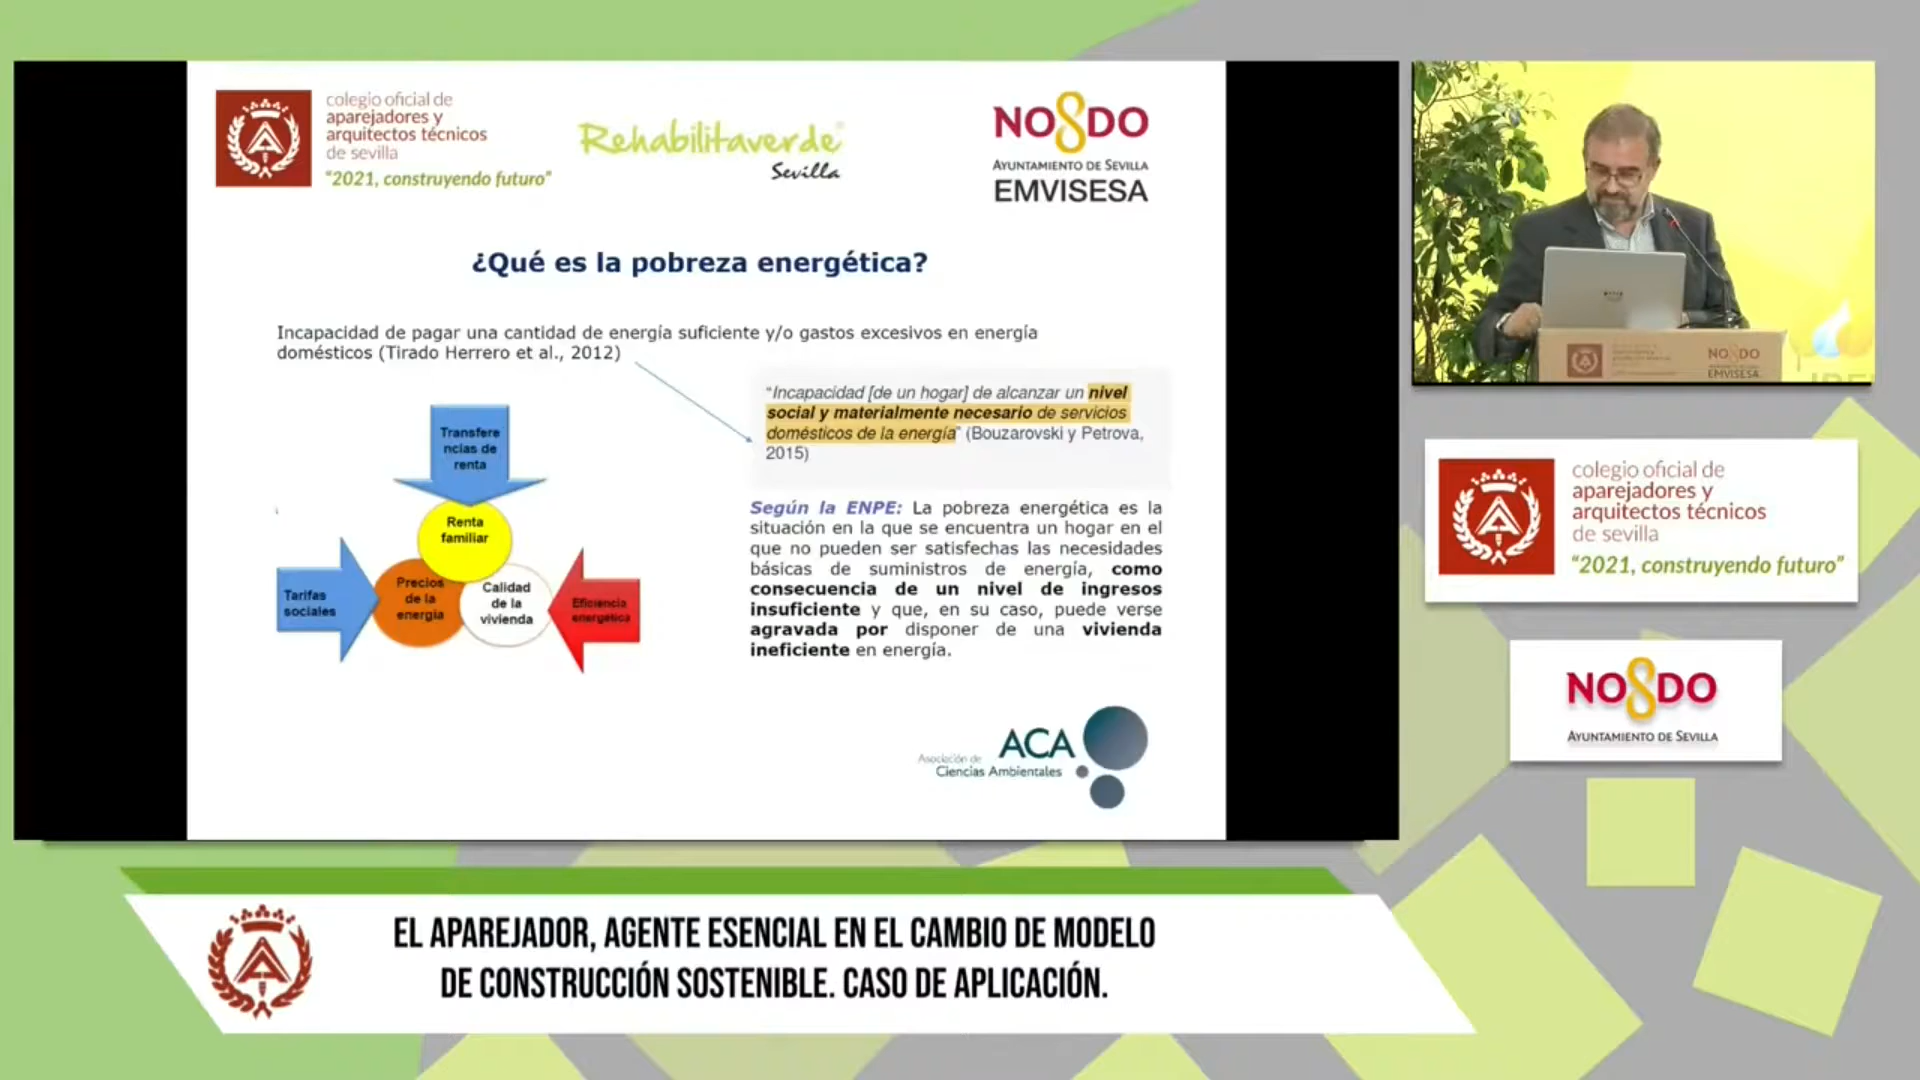 colegio oficial de
aparejadores y
arquitectos técnicos
de sevilla
"2021, construyendo futuro"
Rehabilitaverde
Sevilla
NO8DO
AYUNTAMIENTO DE SEVILLA
EMVISESA
¿Qué es la pobreza energética?
Incapacidad de pagar una cantidad de energía suficiente y/o gastos excesivos en energía
domésticos (Tirado Herrero et al., 2012)
"Incapacidad [de un hogar] de alcanzar un nivel
social y materialmente necesario de servicios
domésticos de la energía" (Bouzarovski y Petrova,
2015)
Transfere
ncias de
renta
Renta
familiar
Tarifas
sociales
Precios
de la
energía
Calidad
de la
vivienda
Eficiencia
energética
Según la ENPE: La pobreza energética es la
situación en la que se encuentra un hogar en el
que no pueden ser satisfechas las necesidades
básicas de suministros de energía, como
consecuencia de un nivel de ingresos
insuficiente y que, en su caso, puede verse
agravada por disponer de una vivienda
ineficiente en energía.
ACA
Asociación de
Ciencias Ambientales
NO8DO
EMVISESA
colegio oficial de
aparejadores y
arquitectos técnicos
de sevilla
"2021, construyendo futuro"
NO8DO
AYUNTAMIENTO DE SEVILLA
EL APAREJADOR, AGENTE ESENCIAL EN EL CAMBIO DE MODELO
DE CONSTRUCCIÓN SOSTENIBLE. CASO DE APLICACIÓN.